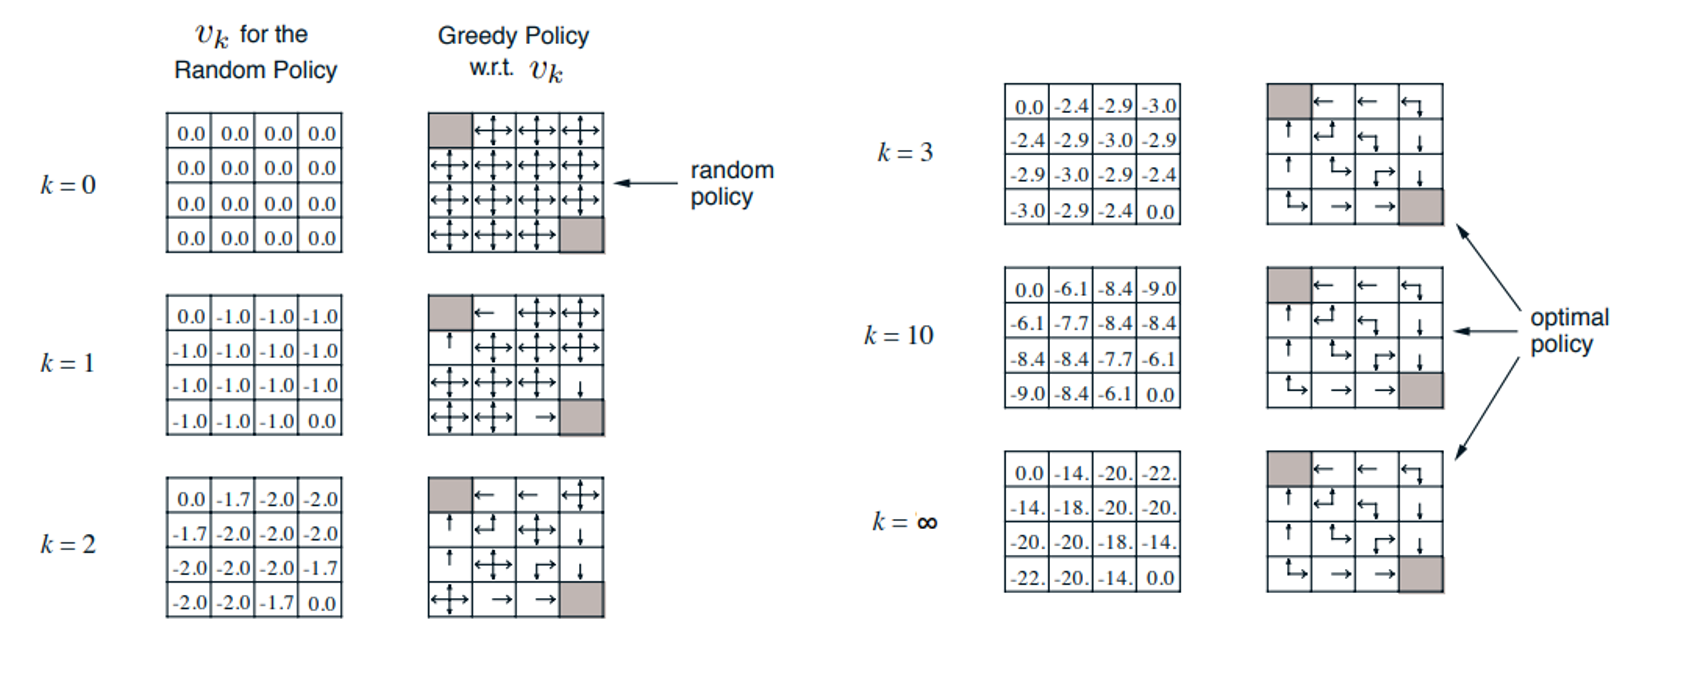 v_k for the
Random Policy
Greedy Policy
w.r.t. v_k
k = 0
0.0 0.0 0.0 0.0
0.0 0.0 0.0 0.0
0.0 0.0 0.0 0.0
0.0 0.0 0.0 0.0
random
policy
k = 1
0.0 -1.0 -1.0 -1.0
-1.0 -1.0 -1.0 -1.0
-1.0 -1.0 -1.0 -1.0
-1.0 -1.0 -1.0 0.0
k = 2
0.0 -1.7 -2.0 -2.0
-1.7 -2.0 -2.0 -2.0
-2.0 -2.0 -2.0 -1.7
-2.0 -2.0 -1.7 0.0
k = 3
0.0 -2.4 -2.9 -3.0
-2.4 -2.9 -3.0 -2.9
-2.9 -3.0 -2.9 -2.4
-3.0 -2.9 -2.4 0.0
k = 10
0.0 -6.1 -8.4 -9.0
-6.1 -7.7 -8.4 -8.4
-8.4 -8.4 -7.7 -6.1
-9.0 -8.4 -6.1 0.0
optimal
policy
k = ∞
0.0 -14. -20. -22.
-14. -18. -20. -20.
-20. -20. -18. -14.
-22. -20. -14. 0.0